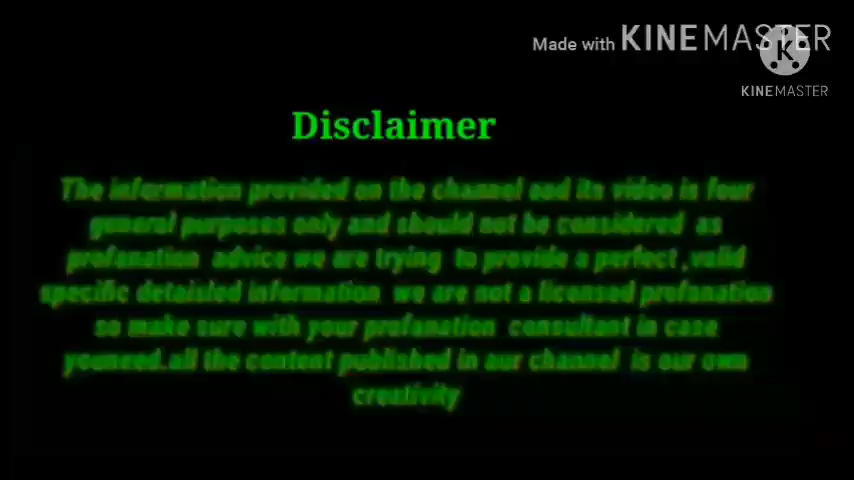 Made with KINEMASTER
KINEMASTER
Disclaimer
The information provided on the channel and its video is four
general purposes only and should not be considered as
profanation advice we are trying to provide a perfect ,valid
specific detaisled information we are not a licensed profanation
so make sure with your profanation consultant in case
youneed.all the content published in our channel is our own
creativity